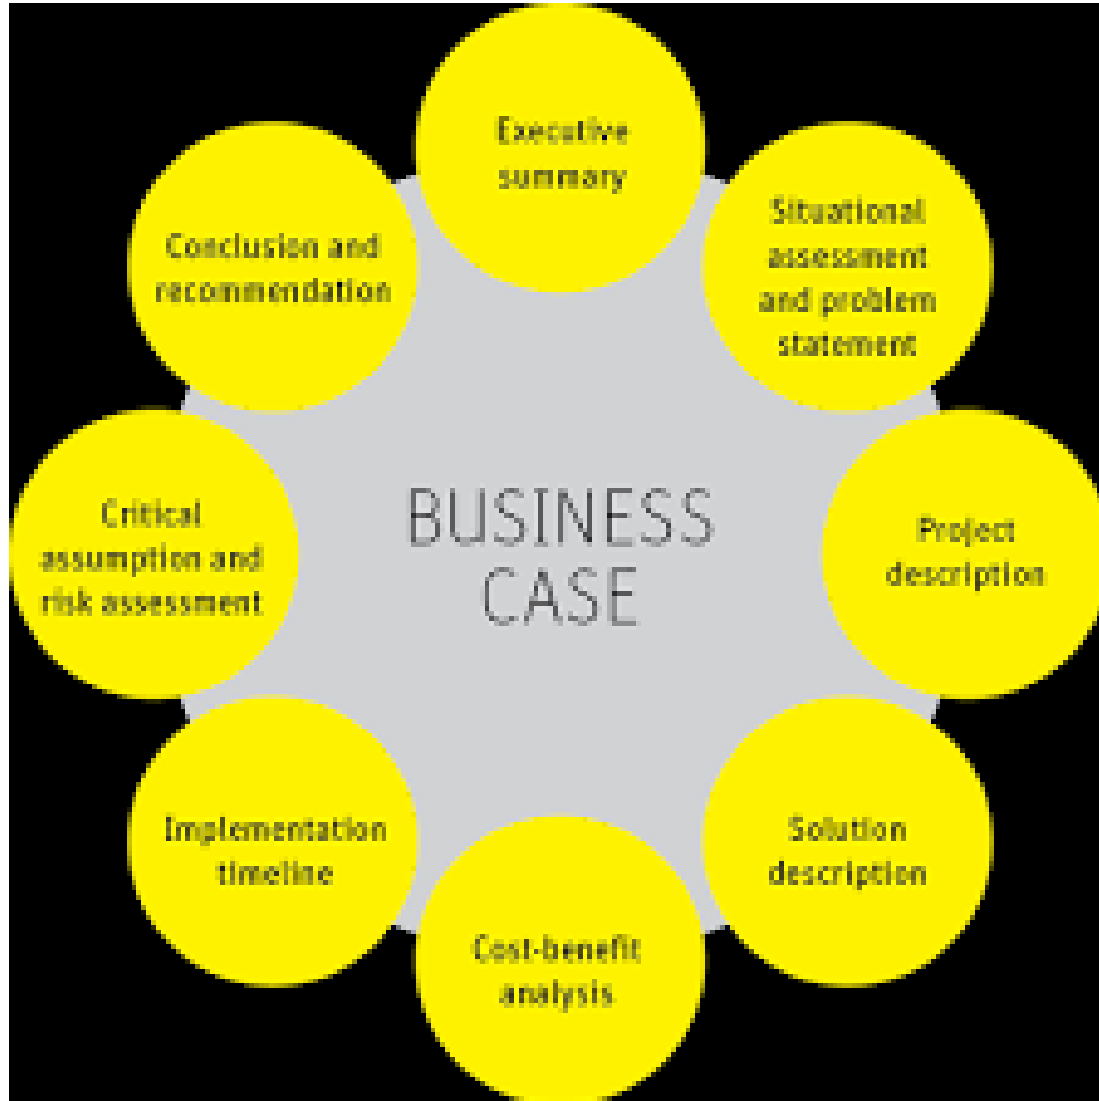 Executive
summary
Situational
assessment
and problem
statement
Project
description
Solution
description
Cost-benefit
analysis
Implementation
timeline
Critical
assumption and
risk assessment
Conclusion and
recommendation
BUSINESS
CASE